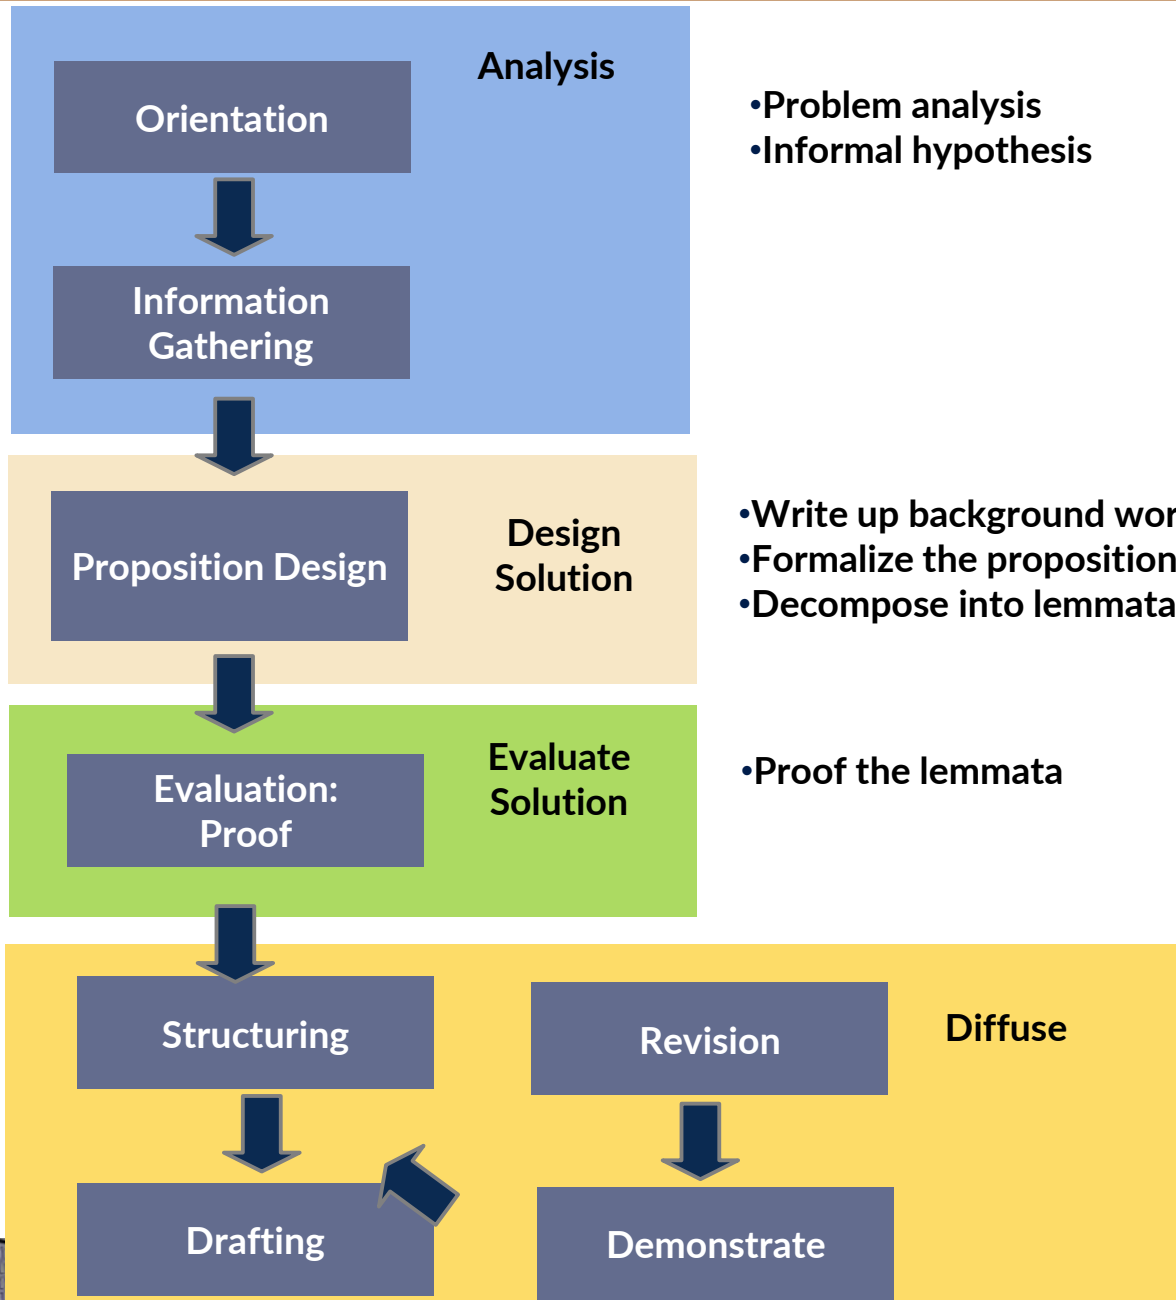 Analysis
Orientation
•Problem analysis
•Informal hypothesis
Information
Gathering
Proposition Design
Design
Solution
•Write up background
•Formalize the proposition
•Decompose into lemmata
Evaluation:
Proof
Evaluate
Solution
•Proof the lemmata
Structuring
Revision
Diffuse
Drafting
Demonstrate